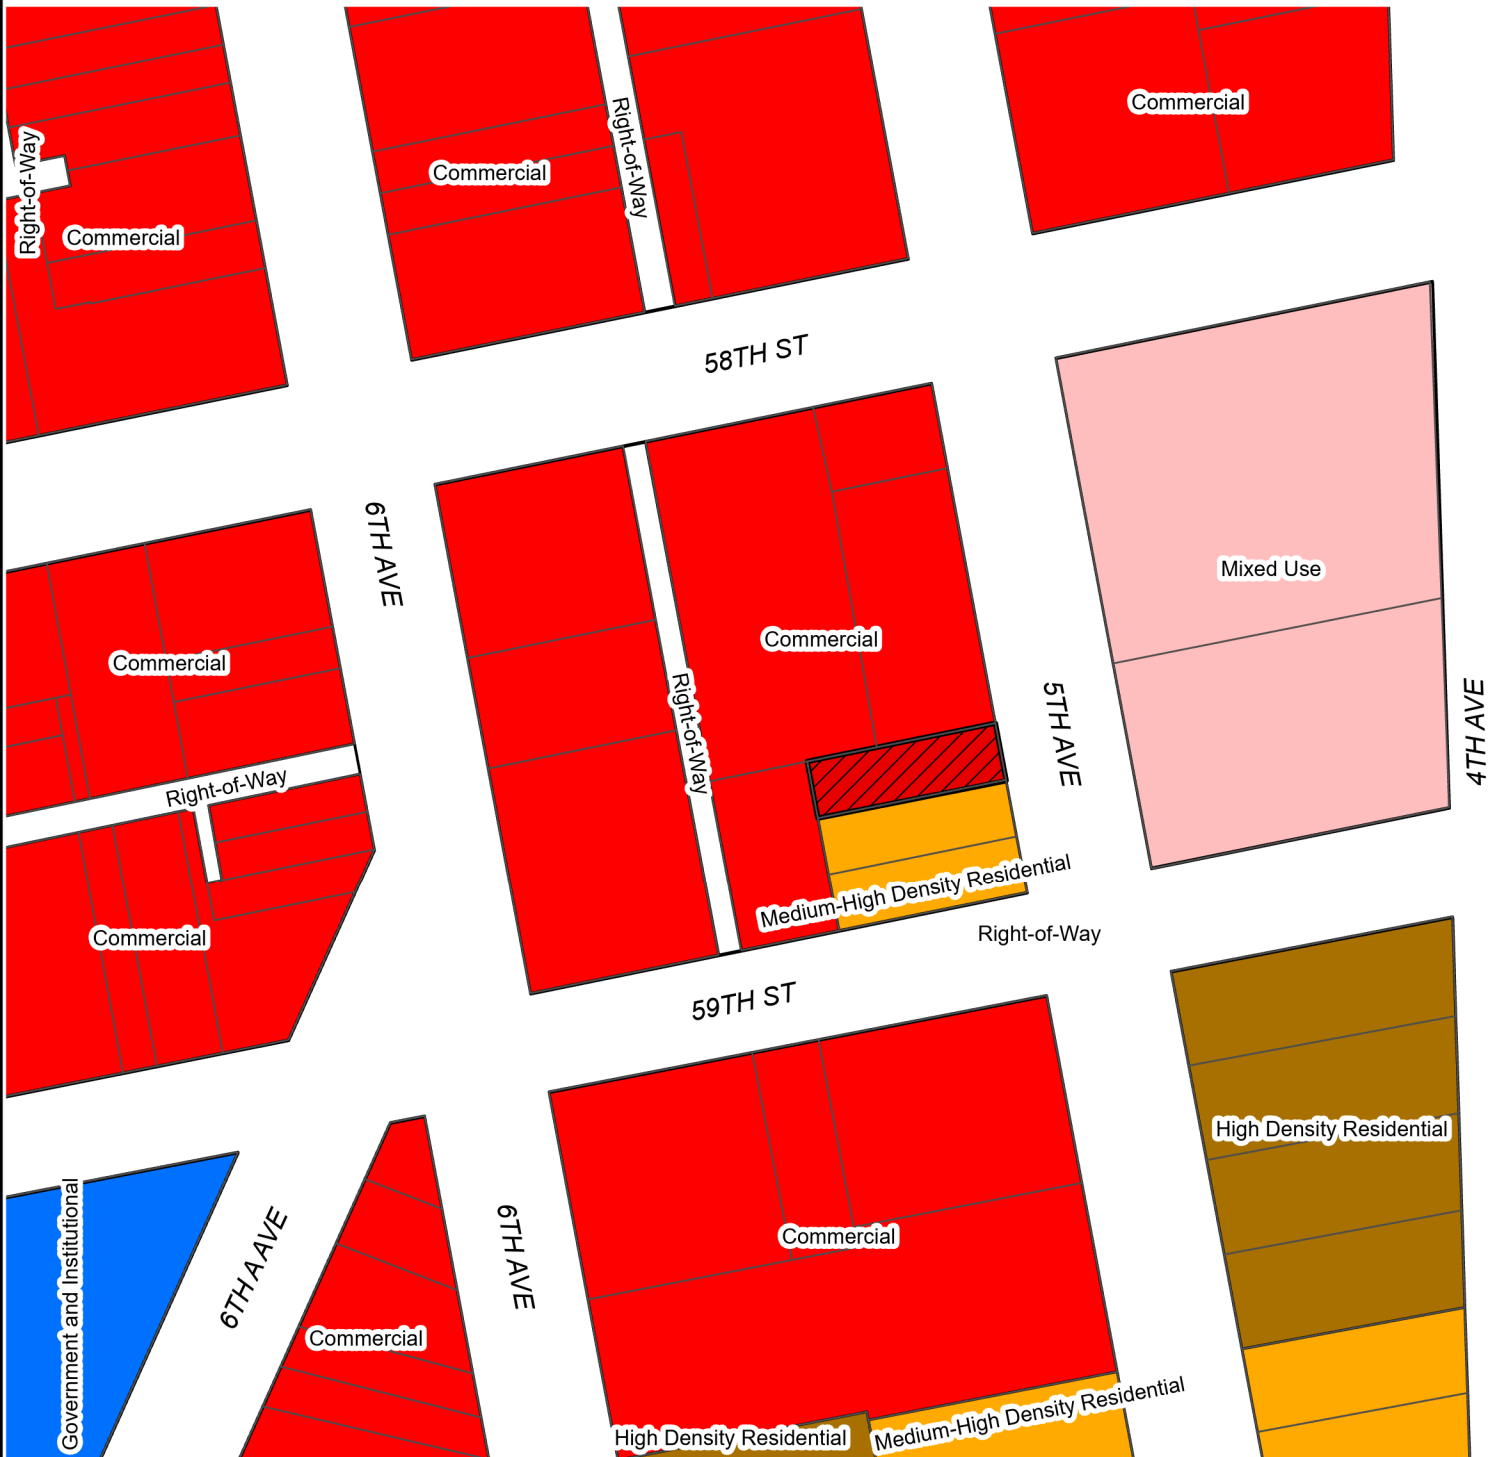 Commercial
Right-of-Way
Right-of-Way
Commercial
Commercial
58TH ST
6TH AVE
Mixed Use
Commercial
Commercial
Right-of-Way
5TH AVE
4TH AVE
Right-of-Way
Medium-High Density Residential
Commercial
Right-of-Way
59TH ST
High Density Residential
Government and Institutional
6TH A AVE
6TH AVE
Commercial
Commercial
High Density Residential
Medium-High Density Residential